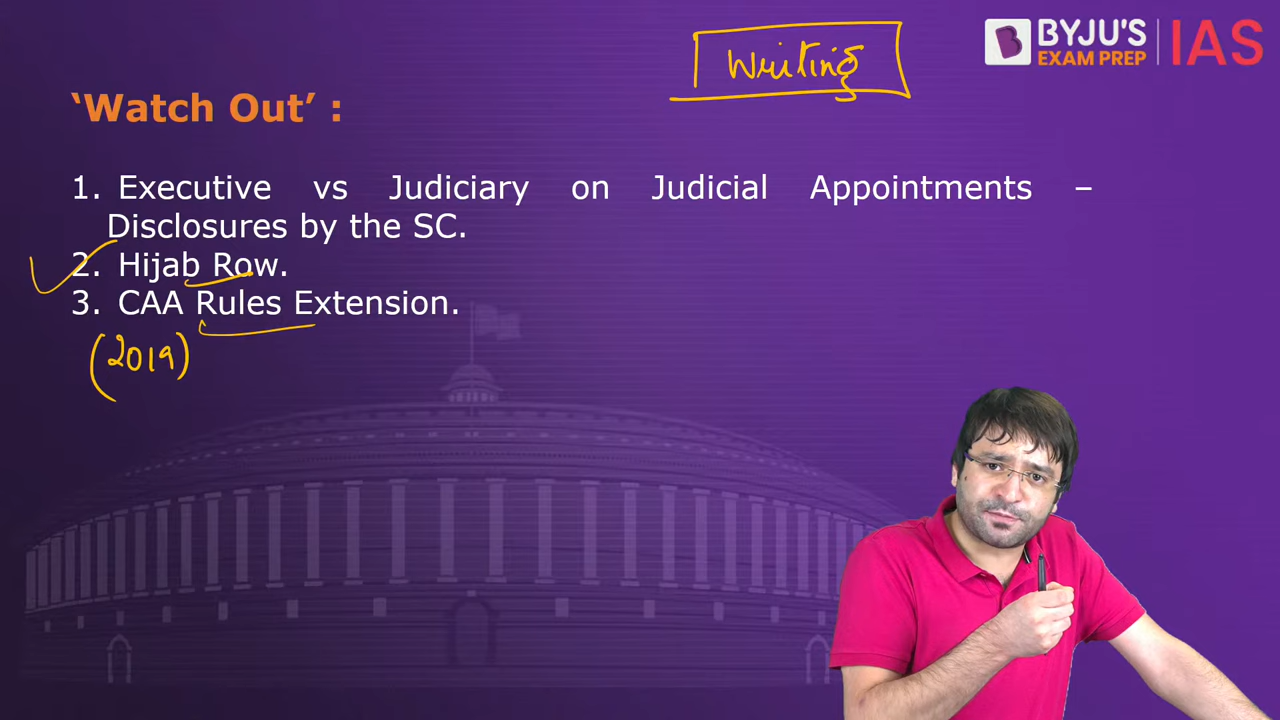 Writing
BYJU'S
EXAM PREP
IAS
‘Watch Out’ :
1. Executive vs Judiciary on Judicial Appointments –
Disclosures by the SC.
2. Hijab Row.
3. CAA Rules Extension.
(2019)